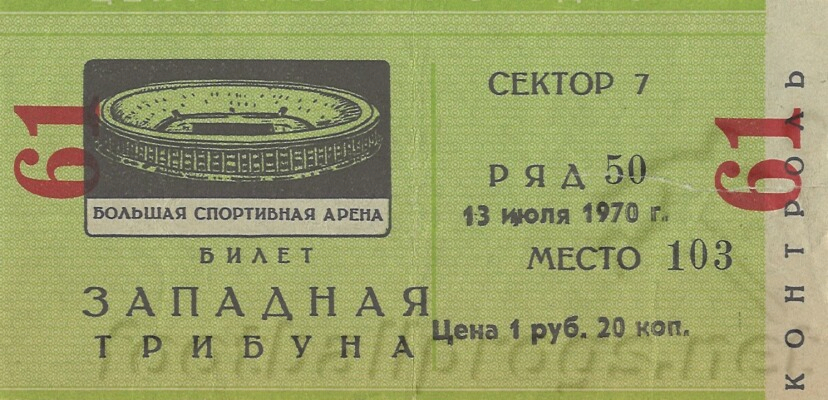 61
БОЛЬШАЯ СПОРТИВНАЯ АРЕНА
БИЛЕТ
ЗАПАДНАЯ
ТРИБУНА
СЕКТОР 7
РЯД 50
13 июля 1970 г.
МЕСТО 103
Цена 1 руб. 20 коп.
61
КОНТРОЛЬ